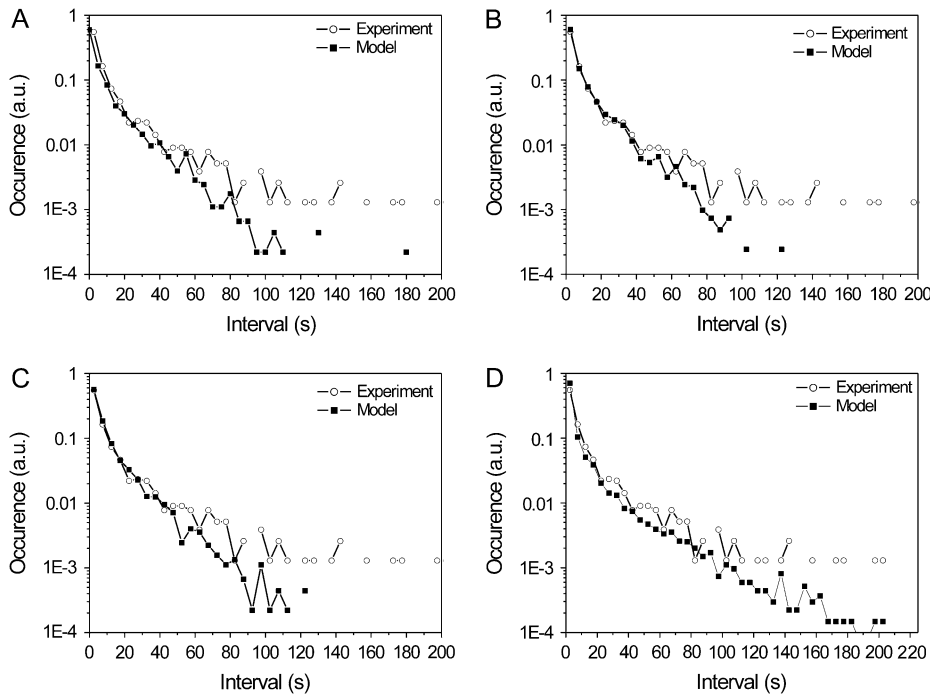 A
Experiment
Model
1
0.1
0.01
1E-3
1E-4
Occurence (a.u.)
0 20 40 60 80 100 120 140 160 180 200
Interval (s)
B
Experiment
Model
1
0.1
0.01
1E-3
1E-4
Occurence (a.u.)
0 20 40 60 80 100 120 140 160 180 200
Interval (s)
C
Experiment
Model
1
0.1
0.01
1E-3
1E-4
Occurence (a.u.)
0 20 40 60 80 100 120 140 160 180 200
Interval (s)
D
Experiment
Model
1
0.1
0.01
1E-3
1E-4
Occurence (a.u.)
0 20 40 60 80 100 120 140 160 180 200 220
Interval (s)